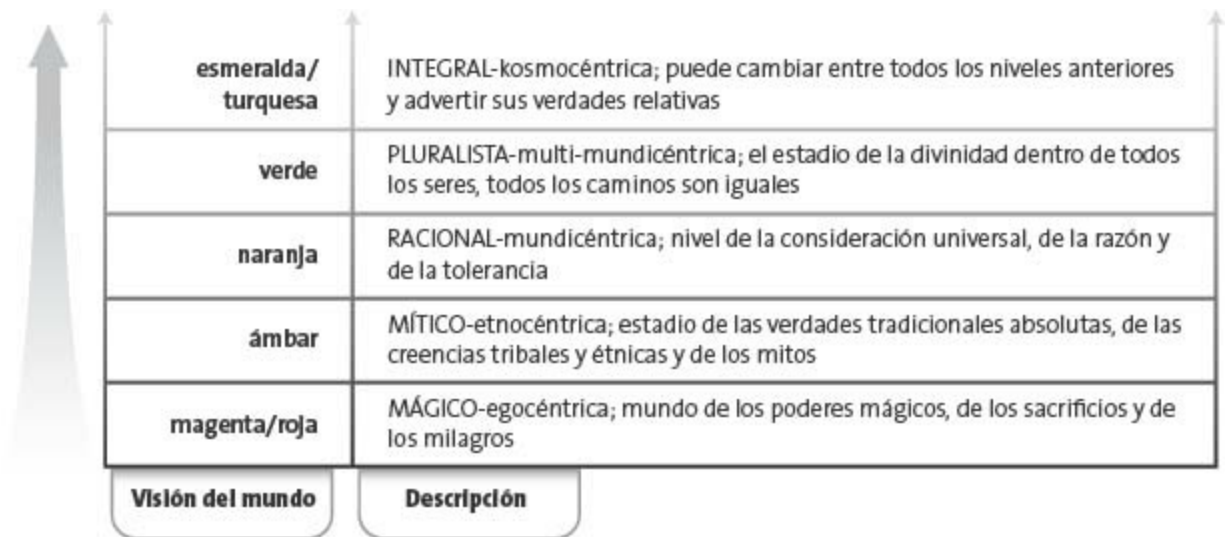 esmeralda/
turquesa
INTEGRAL-kosmocéntrica; puede cambiar entre todos los niveles anteriores
y advertir sus verdades relativas
verde
PLURALISTA-multi-mundicéntrica; el estadio de la divinidad dentro de todos
los seres, todos los caminos son iguales
naranja
RACIONAL-mundicéntrica; nivel de la consideración universal, de la razón y
de la tolerancia
ámbar
MÍTICO-etnocéntrica; estadio de las verdades tradicionales absolutas, de las
creencias tribales y étnicas y de los mitos
magenta/roja
MÁGICO-egocéntrica; mundo de los poderes mágicos, de los sacrificios y de
los milagros
Visión del mundo
Descripción